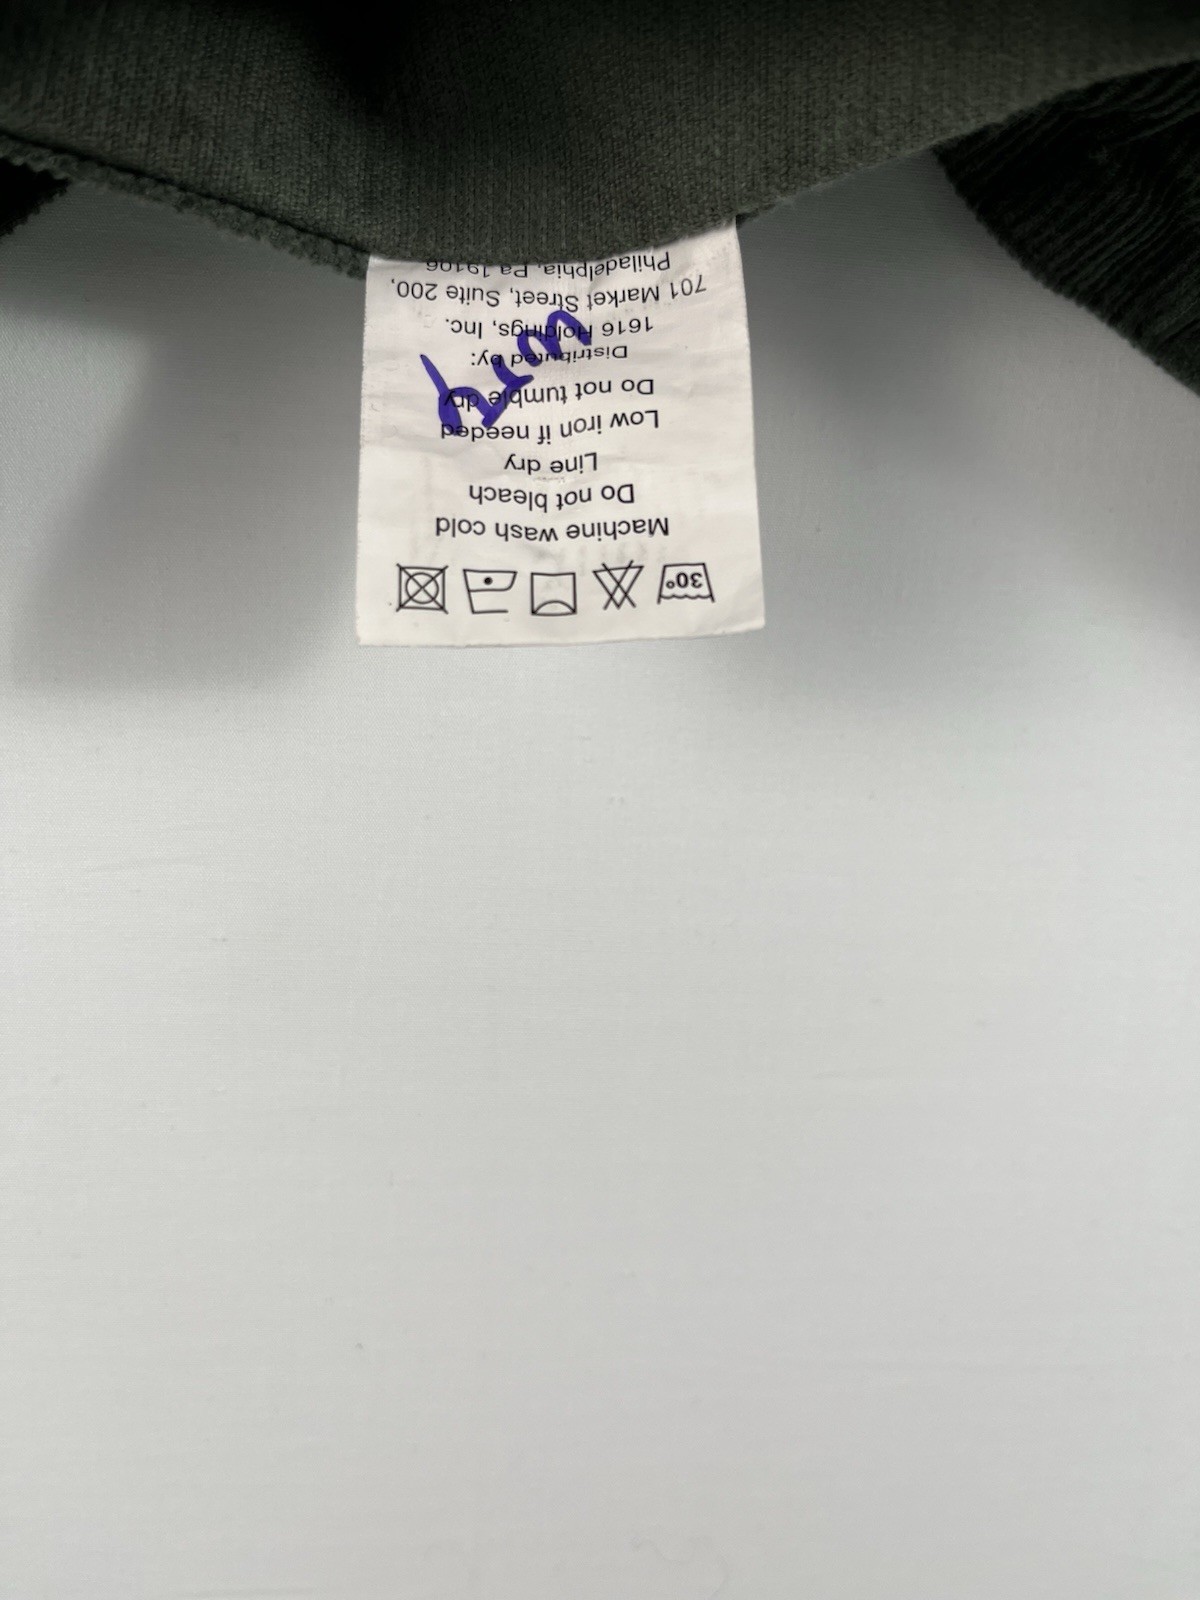 30°
Machine wash cold
Do not bleach
Line dry
Low iron if needed
Do not tumble dry
Distributed by:
1616 Holdings, Inc.
701 Market Street, Suite 200,
Philadelphia, Pa 19106